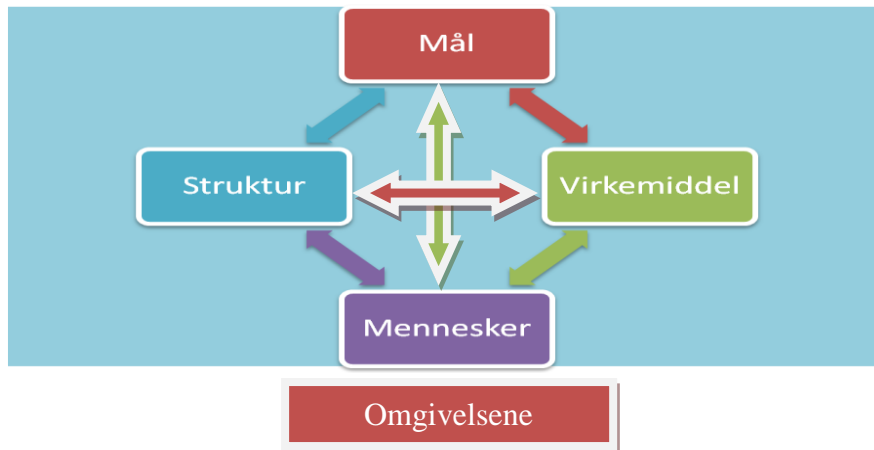 Mål
Struktur
Virkemiddel
Mennesker
Omgivelsene